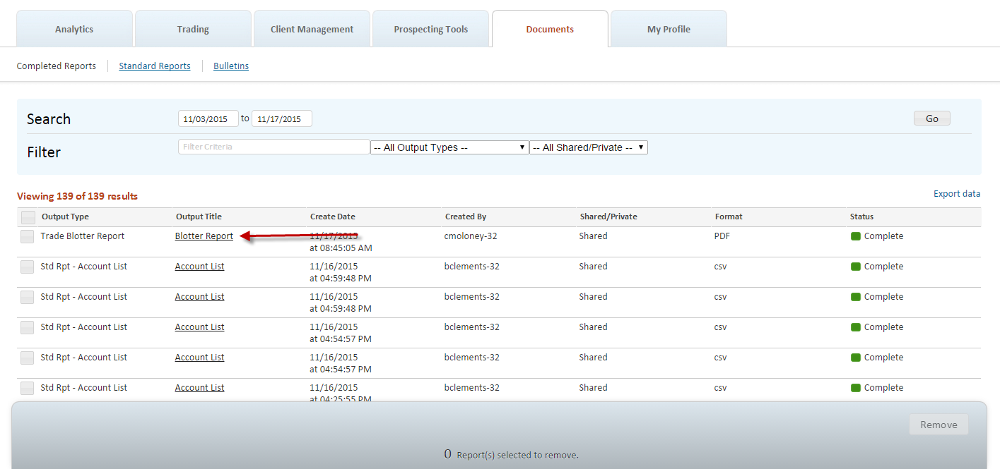 Analytics Trading Client Management Prospecting Tools Documents My Profile
Completed Reports Standard Reports Bulletins
Search 11/03/2015 to 11/17/2015 Go
Filter Filter Criteria -- All Output Types -- -- All Shared/Private --
Viewing 139 of 139 results Export data
Output Type Output Title Create Date Created By Shared/Private Format Status
Trade Blotter Report Blotter Report 11/17/2015 cmoloney-32 Shared PDF Complete
at 08:45:05 AM
Std Rpt - Account List Account List 11/16/2015 bclements-32 Shared csv Complete
at 04:59:48 PM
Std Rpt - Account List Account List 11/16/2015 bclements-32 Shared csv Complete
at 04:59:48 PM
Std Rpt - Account List Account List 11/16/2015 bclements-32 Shared csv Complete
at 04:54:57 PM
Std Rpt - Account List Account List 11/16/2015 bclements-32 Shared csv Complete
at 04:54:57 PM
Std Rpt - Account List Account List 11/16/2015 bclements-32 Shared csv Complete
at 04:25:55 PM
Remove
0 Report(s) selected to remove.